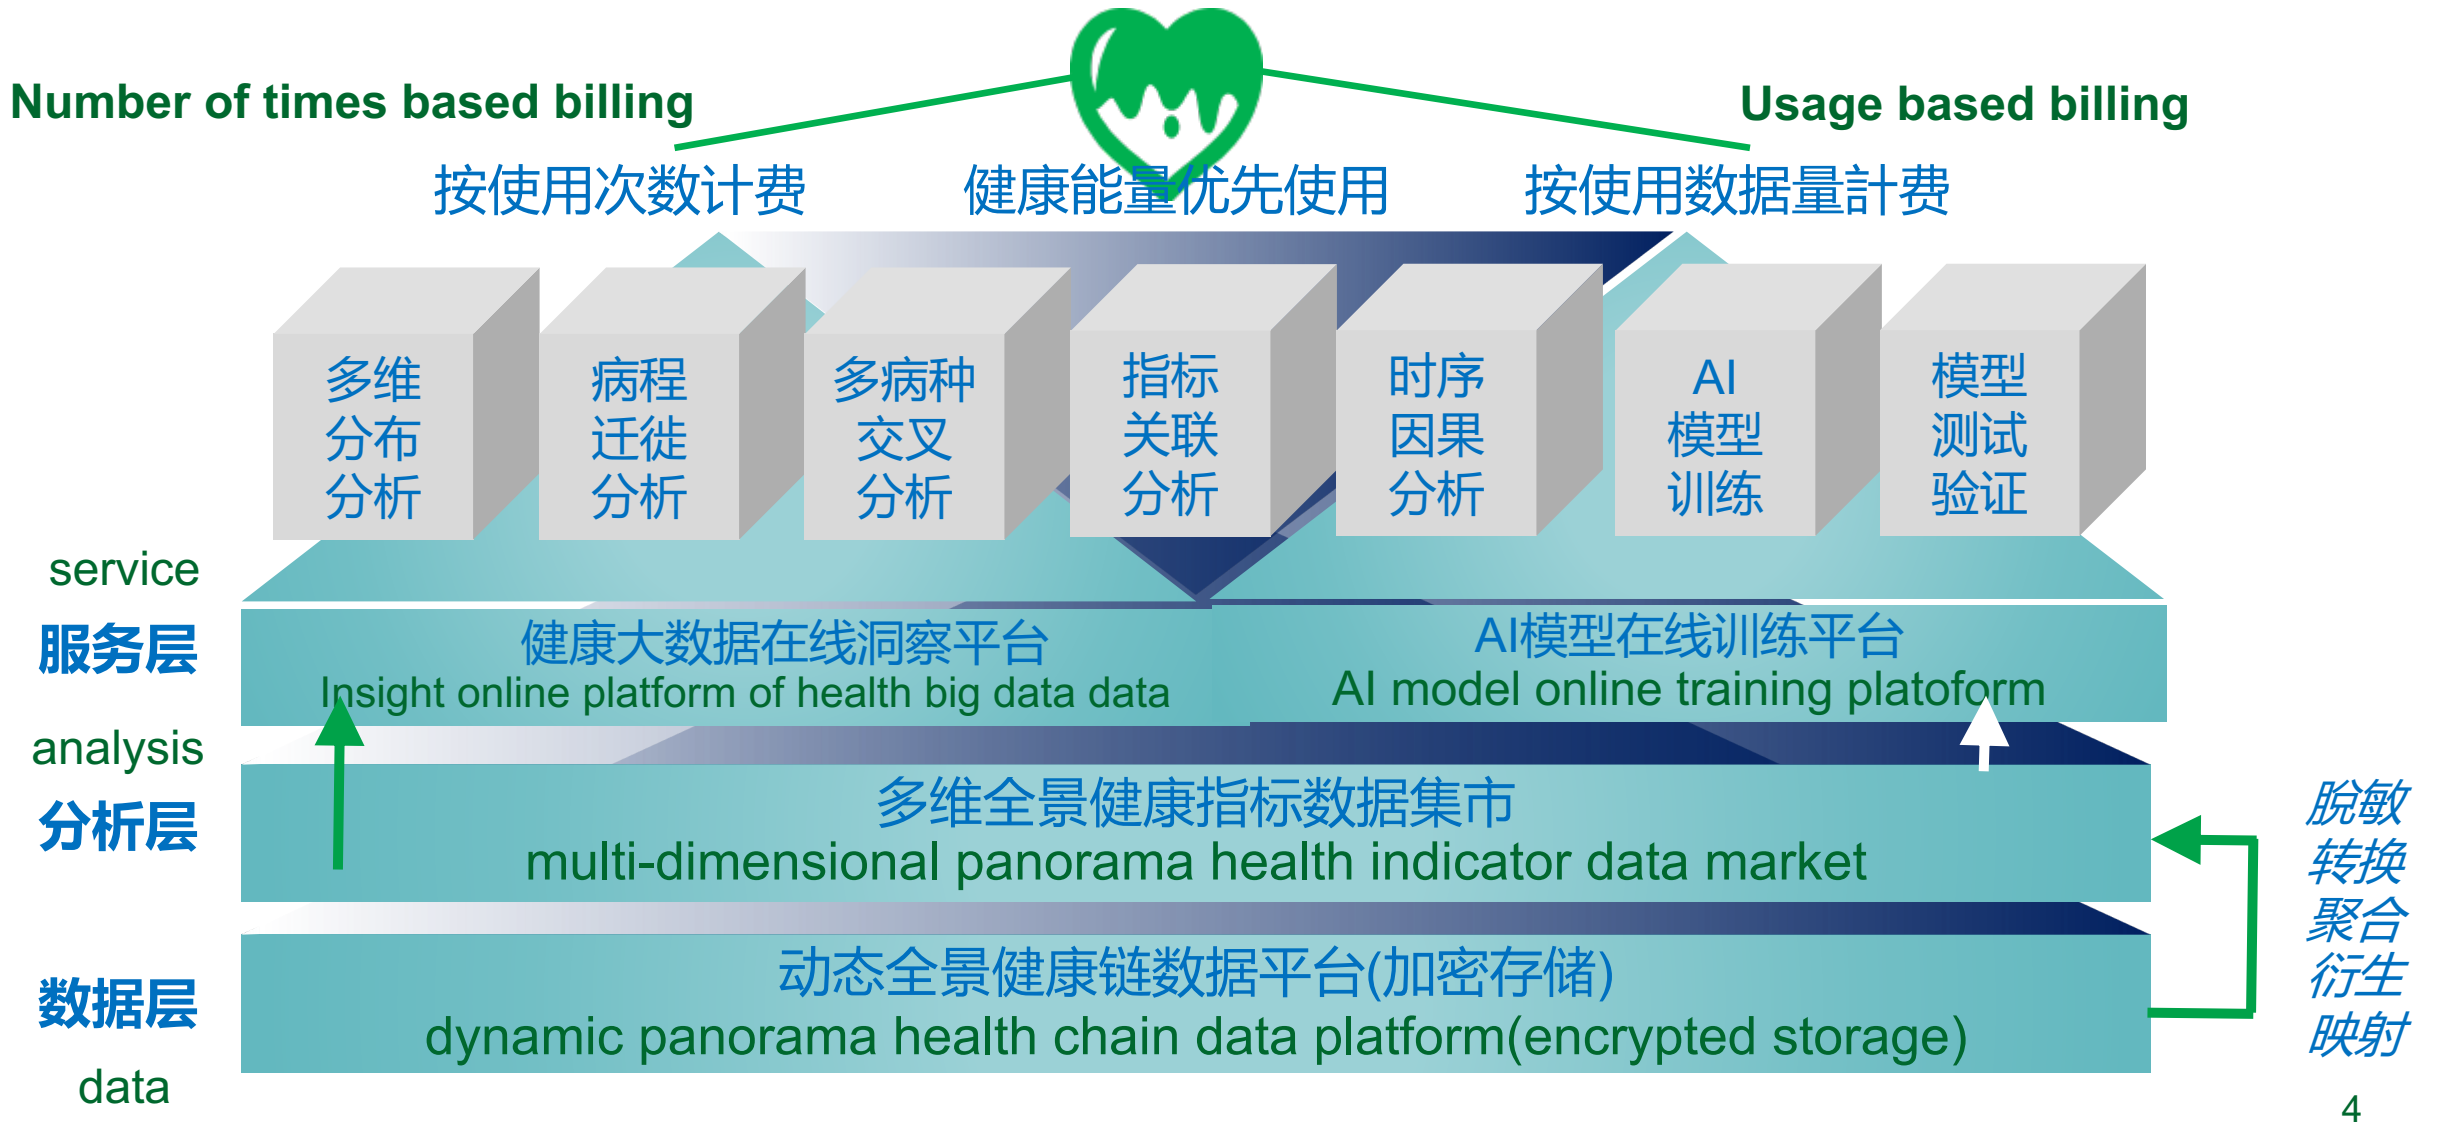 Number of times based billing
Usage based billing
按使用次数计费
健康能量优先使用
按使用数据量計费
多维
分布
分析
病程
迁徙
分析
多病种
交叉
分析
指标
关联
分析
时序
因果
分析
AI
模型
训练
模型
测试
验证
service
服务层
健康大数据在线洞察平台
Insight online platform of health big data data
AI模型在线训练平台
AI model online training platoform
analysis
分析层
多维全景健康指标数据集市
multi-dimensional panorama health indicator data market
脱敏
转换
聚合
衍生
映射
数据层
data
动态全景健康链数据平台(加密存储)
dynamic panorama health chain data platform(encrypted storage)
4